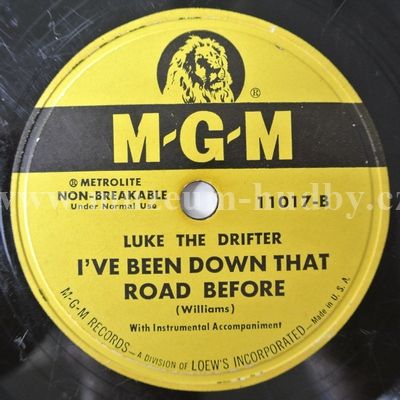 ®
M-G-M
® METROLITE
NON-BREAKABLE
Under Normal Use
11017-B
LUKE THE DRIFTER
I'VE BEEN DOWN THAT
ROAD BEFORE
(Williams)
With Instrumental Accompaniment
M-G-M RECORDS—A DIVISION OF LOEW'S INCORPORATED—Made in U. S. A.